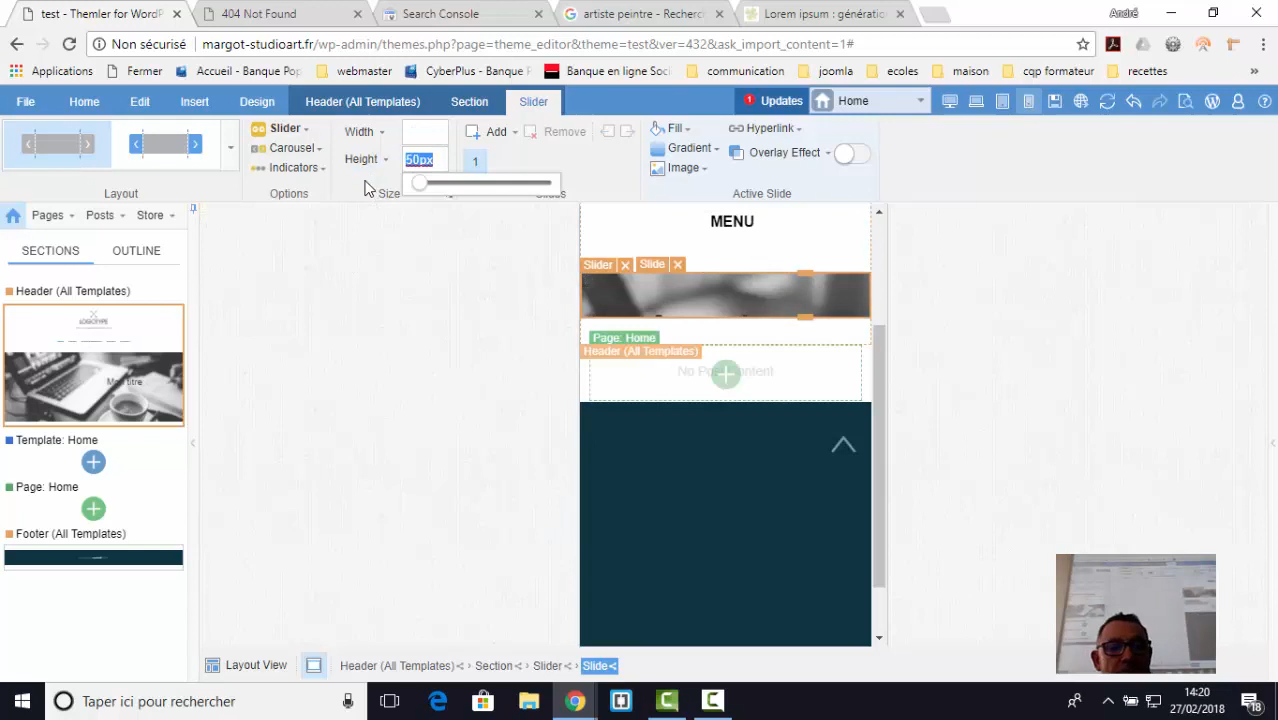 test - Themler for WordP
404 Not Found
Search Console
artiste peintre - Recherc
Lorem ipsum : générati
André
Non sécurisé margot-studioart.fr/wp-admin/themes.php?page=theme_editor&theme=test&ver=432&ask_import_content=1#
Applications Fermer Accueil - Banque Pop webmaster CyberPlus - Banque P Banque en ligne Soci communication joomla ecoles maison cqp formateur recettes »
File Home Edit Insert Design Header (All Templates) Section Slider 1 Updates Home
Slider Width Add Remove Fill Hyperlink
Carousel Height 50px 1 Gradient Overlay Effect
Indicators Image
Layout Options Size Active Slide
Pages Posts Store
SECTIONS OUTLINE
Header (All Templates)
LOGOTYPE
Mon titre
Template: Home
Page: Home
Footer (All Templates)
MENU
Slider Slide
Page: Home
Header (All Templates)
Layout View Header (All Templates) Section Slider Slide
Taper ici pour rechercher
14:20
27/02/2018
18